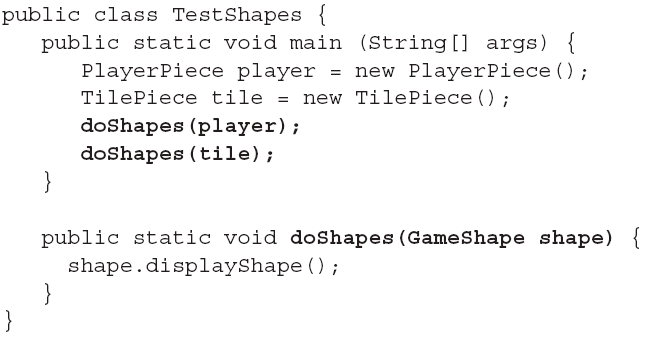 public class TestShapes {
   public static void main (String[] args) {
      PlayerPiece player = new PlayerPiece();
      TilePiece tile = new TilePiece();
      doShapes(player);
      doShapes(tile);
   }

   public static void doShapes(GameShape shape) {
     shape.displayShape();
   }
}